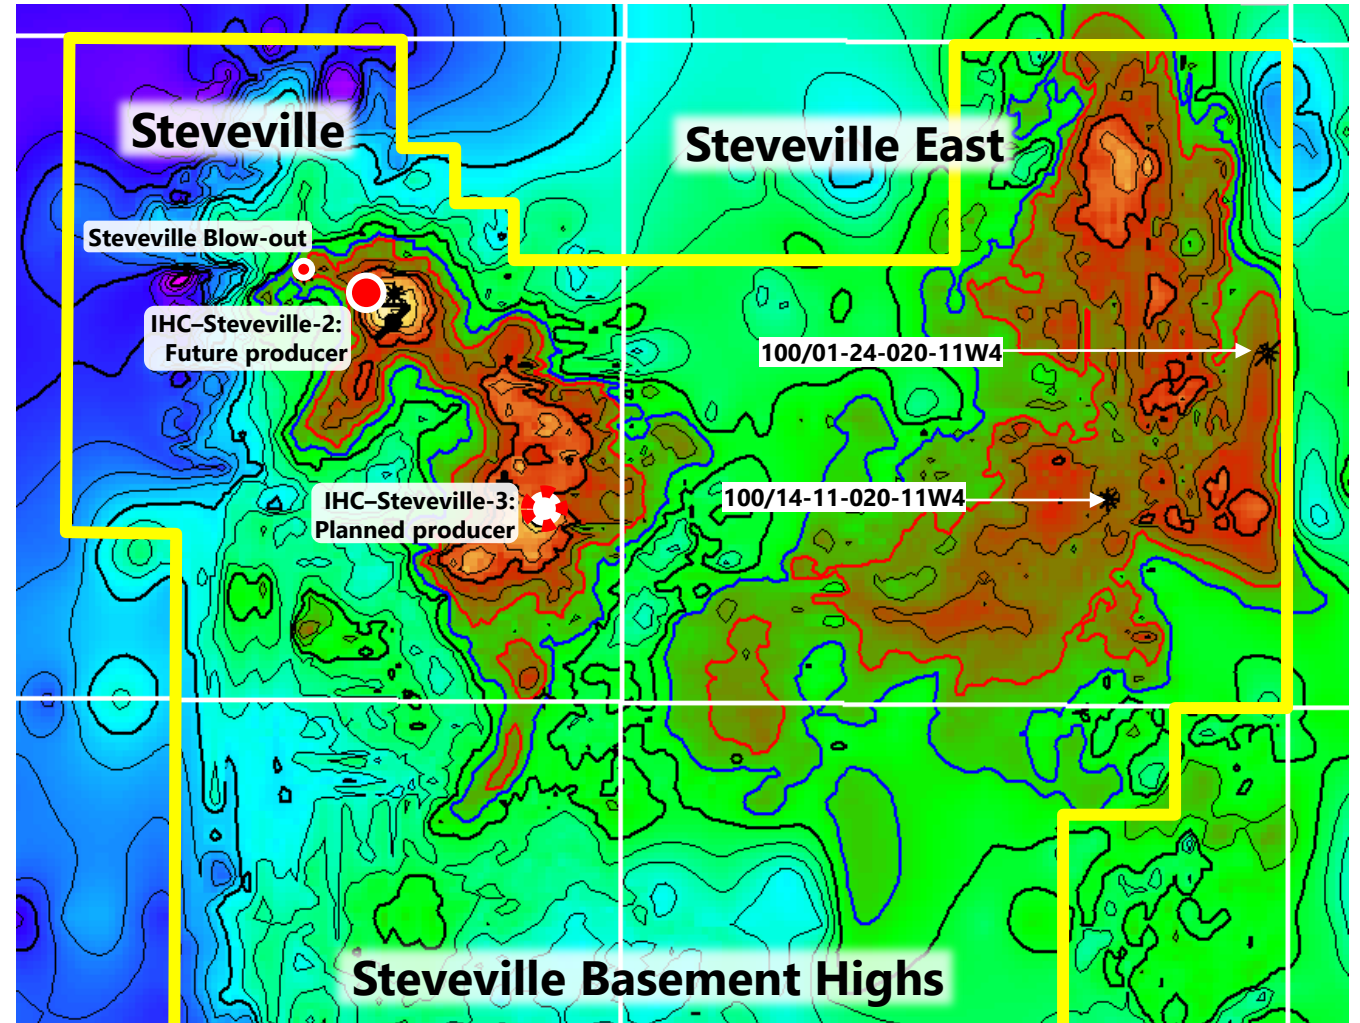 Steveville
Steveville East
Steveville Blow-out
IHC–Steveville-2:
Future producer
100/01-24-020-11W4
IHC–Steveville-3:
Planned producer
100/14-11-020-11W4
Steveville Basement Highs